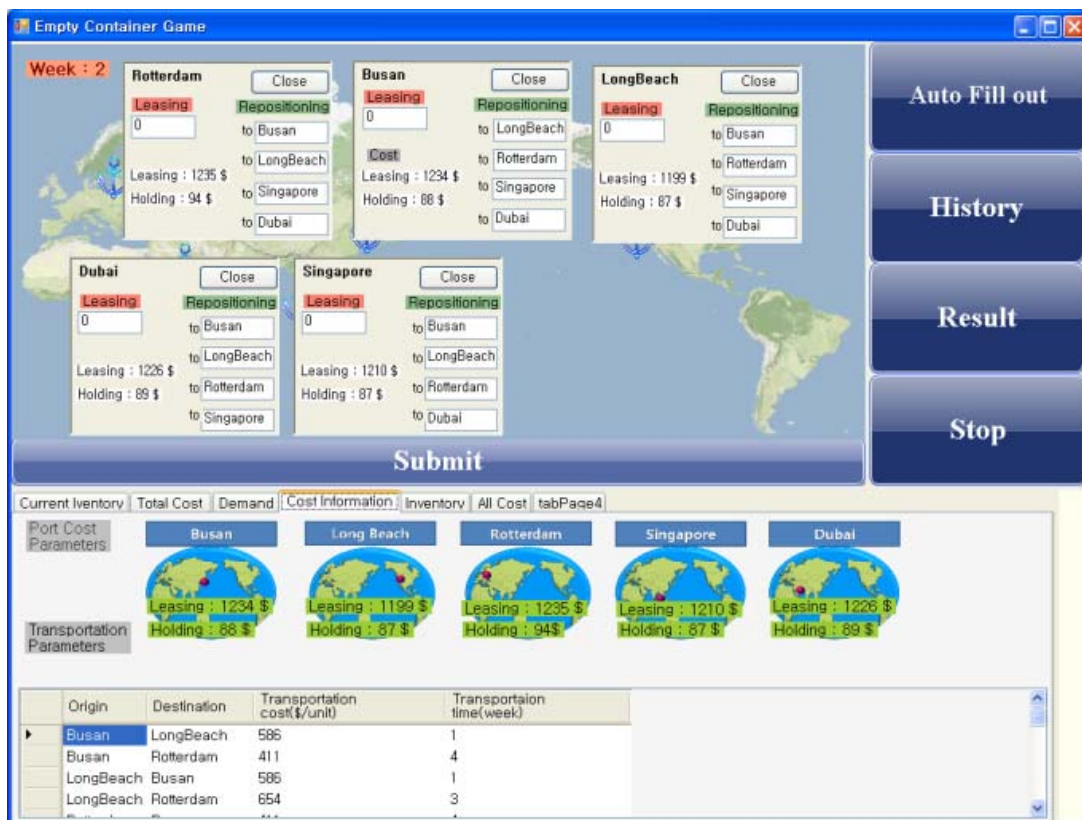 Empty Container Game
Week : 2
Rotterdam
Close
Leasing
Repositioning
0
to Busan
to LongBeach
Leasing : 1235 $
Holding : 94 $
to Singapore
to Dubai
Busan
Close
Leasing
Repositioning
0
to LongBeach
Cost
to Rotterdam
Leasing : 1234 $
to Singapore
Holding : 88 $
to Dubai
LongBeach
Close
Leasing
Repositioning
0
to Busan
to Rotterdam
Leasing : 1199 $
to Singapore
Holding : 87 $
to Dubai
Dubai
Close
Leasing
Repositioning
0
to Busan
to LongBeach
Leasing : 1226 $
to Rotterdam
Holding : 89 $
to Singapore
Singapore
Close
Leasing
Repositioning
0
to Busan
to LongBeach
Leasing : 1210 $
to Rotterdam
Holding : 87 $
to Dubai
Auto Fill out
History
Result
Stop
Submit
Current Iventory Total Cost Demand Cost Information Inventory All Cost tabPage4
Port Cost
Parameters
Busan Long Beach Rotterdam Singapore Dubai
Leasing : 1234 $ Leasing : 1199 $ Leasing : 1235 $ Leasing : 1210 $ Leasing : 1226 $
Holding : 88 $ Holding : 87 $ Holding : 94$ Holding : 87 $ Holding : 89 $
Transportation
Parameters
Origin Destination Transportation cost($/unit) Transportaion time(week)
Busan LongBeach 586 1
Busan Rotterdam 411 4
LongBeach Busan 586 1
LongBeach Rotterdam 654 3